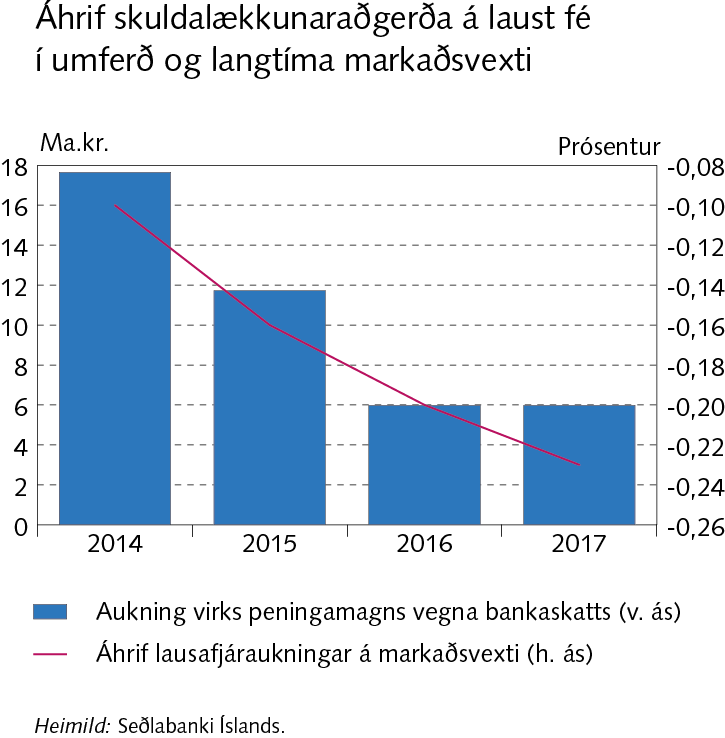 Áhrif skuldalækkunaraðgerða á laust fé
í umferð og langtíma markaðsvexti
Ma.kr.
Prósentur
18
16
14
12
10
8
6
4
2
0
-0,08
-0,10
-0,12
-0,14
-0,16
-0,18
-0,20
-0,22
-0,24
-0,26
2014 2015 2016 2017
Aukning virks peningamagns vegna bankaskatts (v. ás)
Áhrif lausafjáraukningar á markaðsvexti (h. ás)
Heimild: Seðlabanki Íslands.